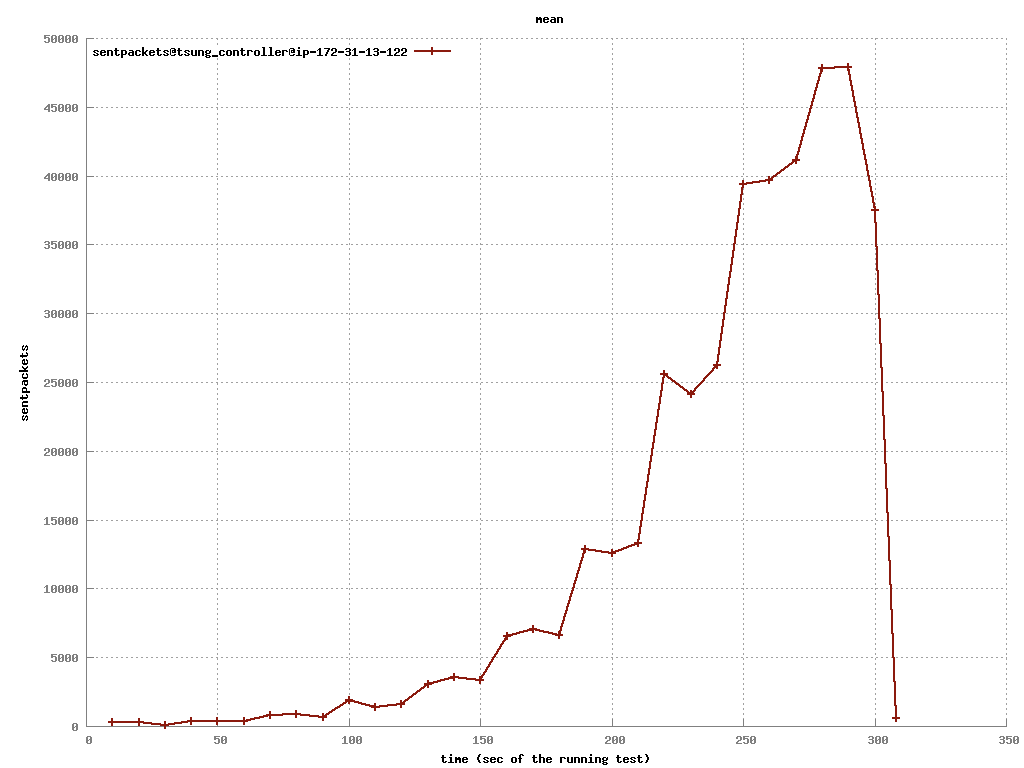 mean
sentpackets@tsung_controller@ip-172-31-13-122
50000
45000
40000
35000
30000
25000
20000
15000
10000
5000
0
sentpackets
0 50 100 150 200 250 300 350
time (sec of the running test)